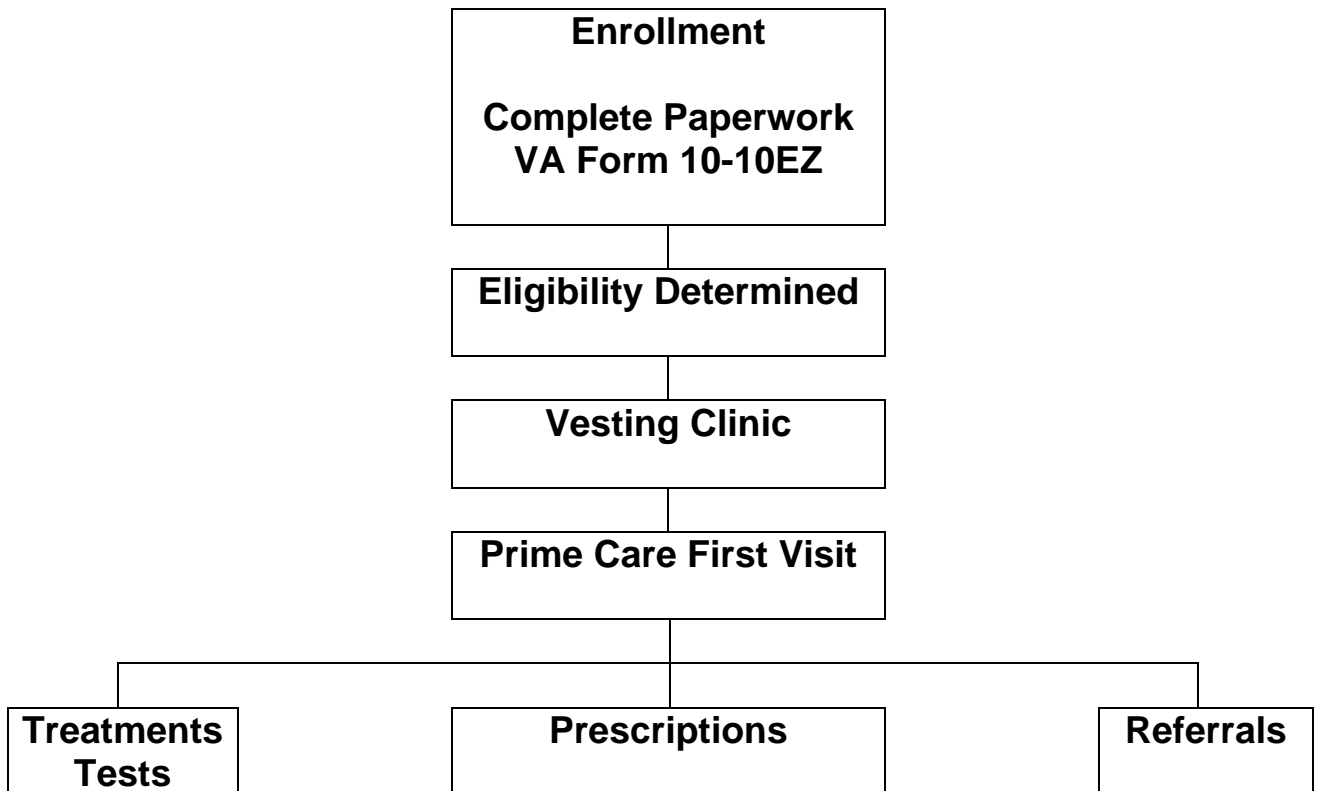 Enrollment
Complete Paperwork
VA Form 10-10EZ
Eligibility Determined
Vesting Clinic
Prime Care First Visit
Treatments
Tests
Prescriptions
Referrals